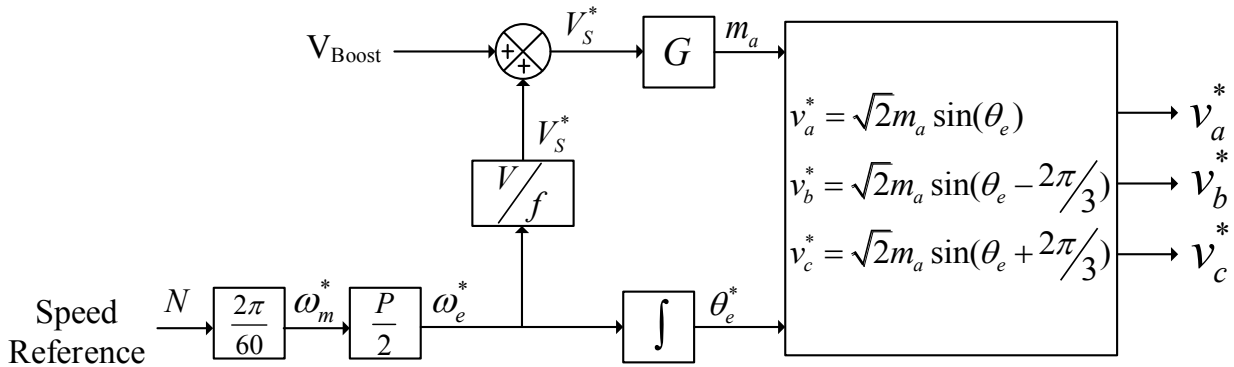 V_Boost
+
+
V_S^*
G
m_a
V_S^*
V/f
v_a^* = √2 m_a sin(θ_e)
v_b^* = √2 m_a sin(θ_e − 2π/3)
v_c^* = √2 m_a sin(θ_e + 2π/3)
v_a^*
v_b^*
v_c^*
Speed
Reference
N
2π/60
ω_m^*
P/2
ω_e^*
∫
θ_e^*